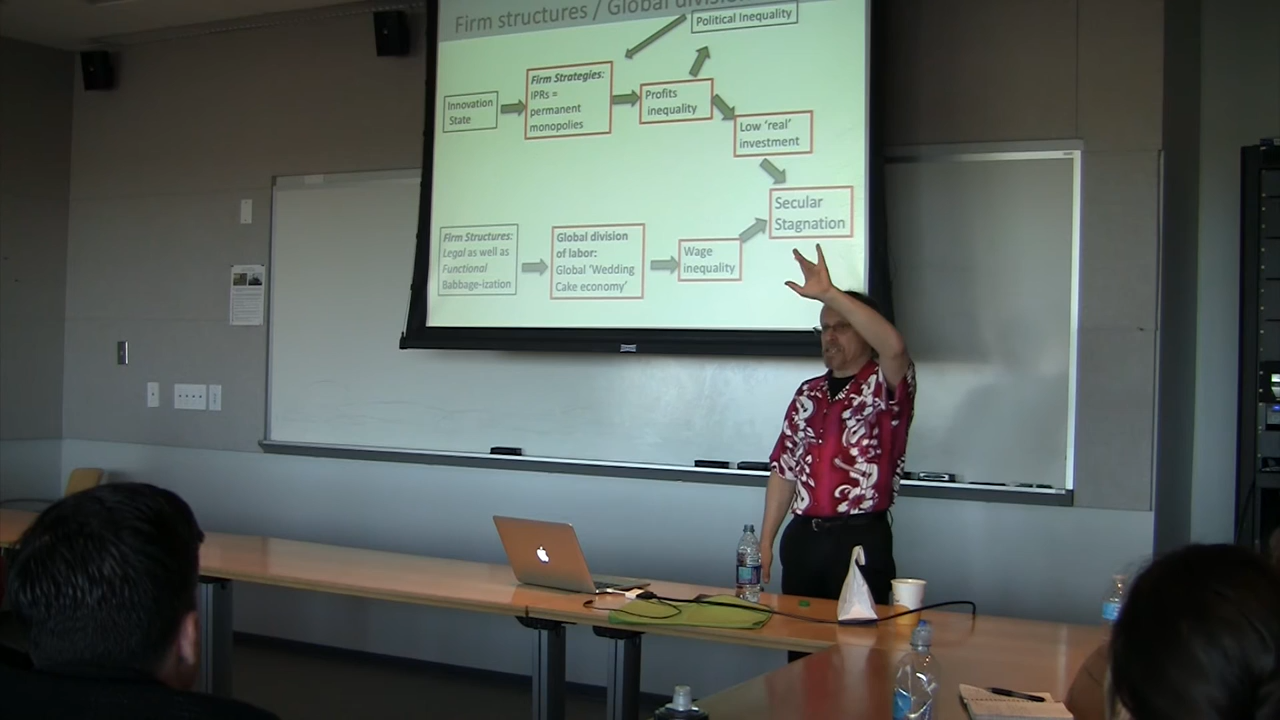 Firm structures / Global
Political Inequality
Innovation
State
Firm Strategies:
IPRs =
permanent
monopolies
Profits
inequality
Low ‘real’
investment
Secular
Stagnation
Firm Structures:
Legal as well as
Functional
Babbage-ization
Global division
of labor:
Global ‘Wedding
Cake economy’
Wage
inequality